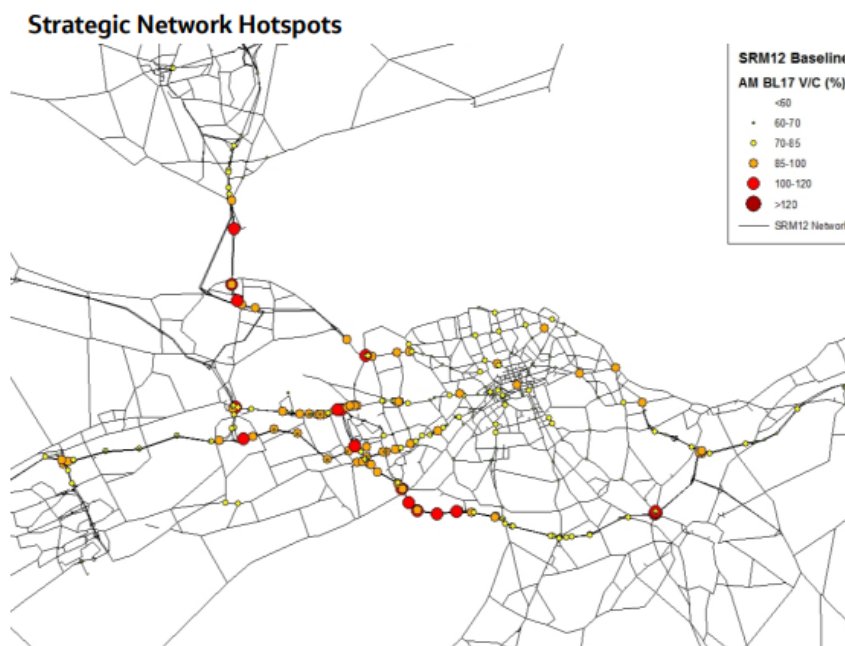 Strategic Network Hotspots
SRM12 Baseline
AM BL17 V/C (%)
<60
60-70
70-85
85-100
100-120
>120
SRM12 Network